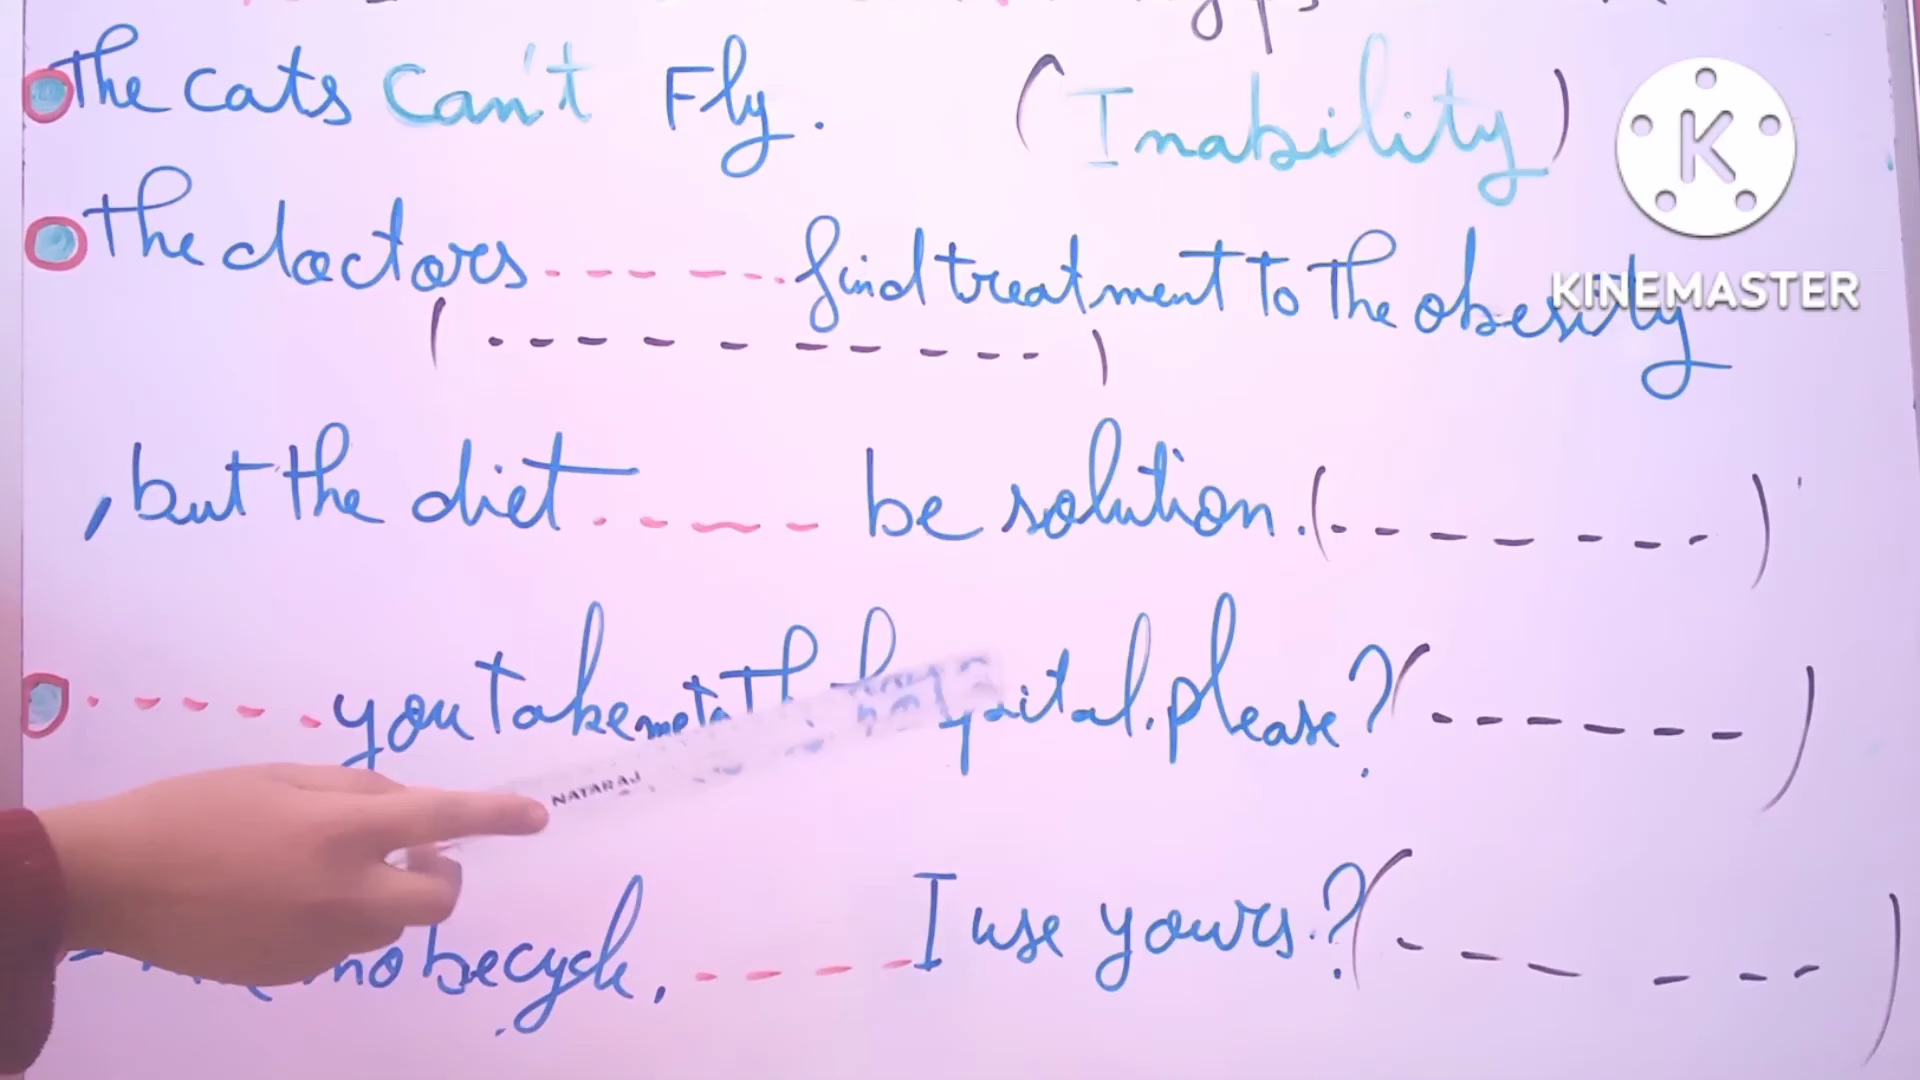 The cats can't Fly. (Inability)
The doctors ------- find treatment to the obesity
(-----------)
, but the diet ------ be solution. (-------)
------ you take me to the hospital. please? (------)
no becycle, ----- I use yours.? (------)
K
KINEMASTER
NATARAJ